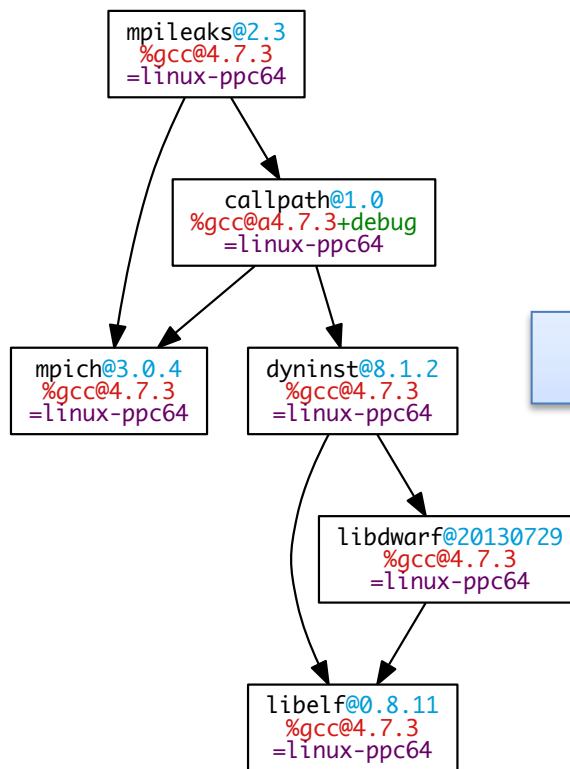 mpileaks@2.3
%gcc@4.7.3
=linux-ppc64
callpath@1.0
%gcc@a4.7.3+debug
=linux-ppc64
mpich@3.0.4
%gcc@4.7.3
=linux-ppc64
dyninst@8.1.2
%gcc@4.7.3
=linux-ppc64
libdwarf@20130729
%gcc@4.7.3
=linux-ppc64
libelf@0.8.11
%gcc@4.7.3
=linux-ppc64